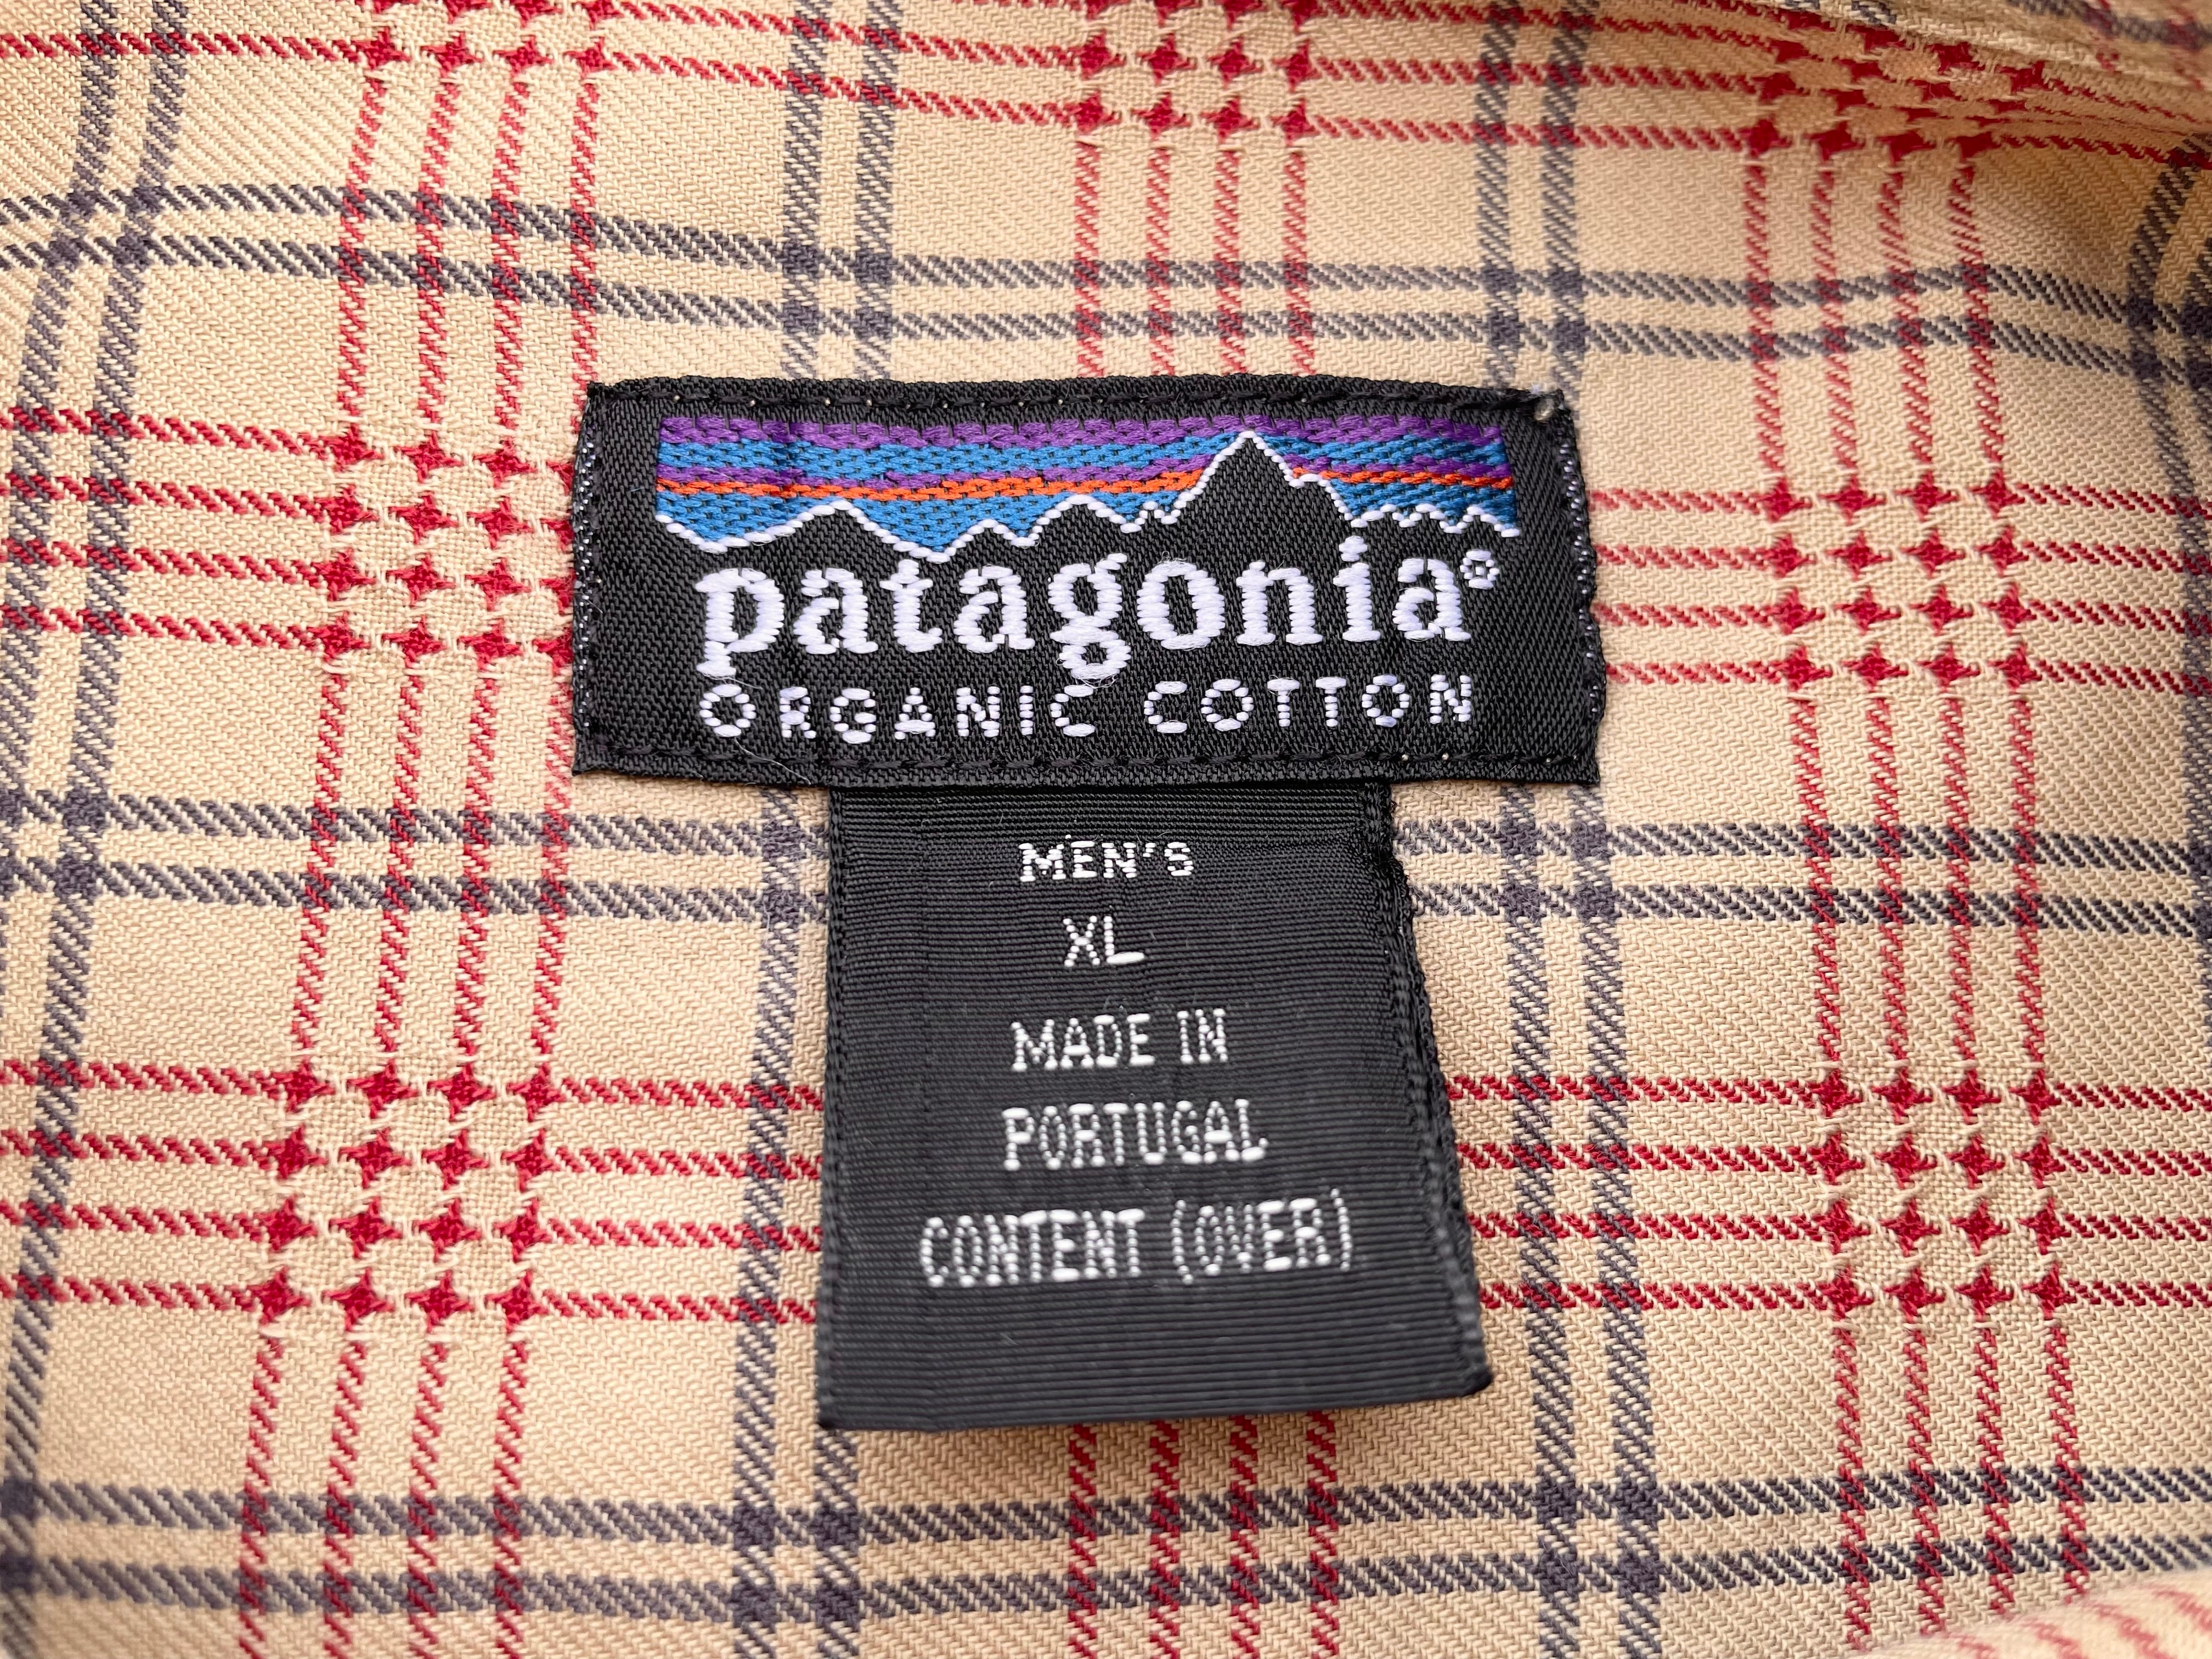 patagonia®
ORGANIC COTTON
MEN'S
XL
MADE IN
PORTUGAL
CONTENT (OVER)